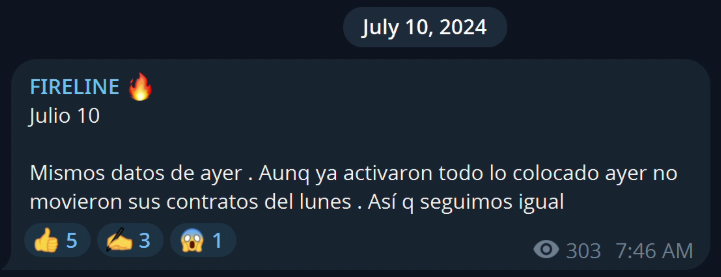 July 10, 2024
FIRELINE 🔥
Julio 10
Mismos datos de ayer . Aunq ya activaron todo lo colocado ayer no
movieron sus contratos del lunes . Así q seguimos igual
👍 5 ✍️ 3 😱 1
303 7:46 AM